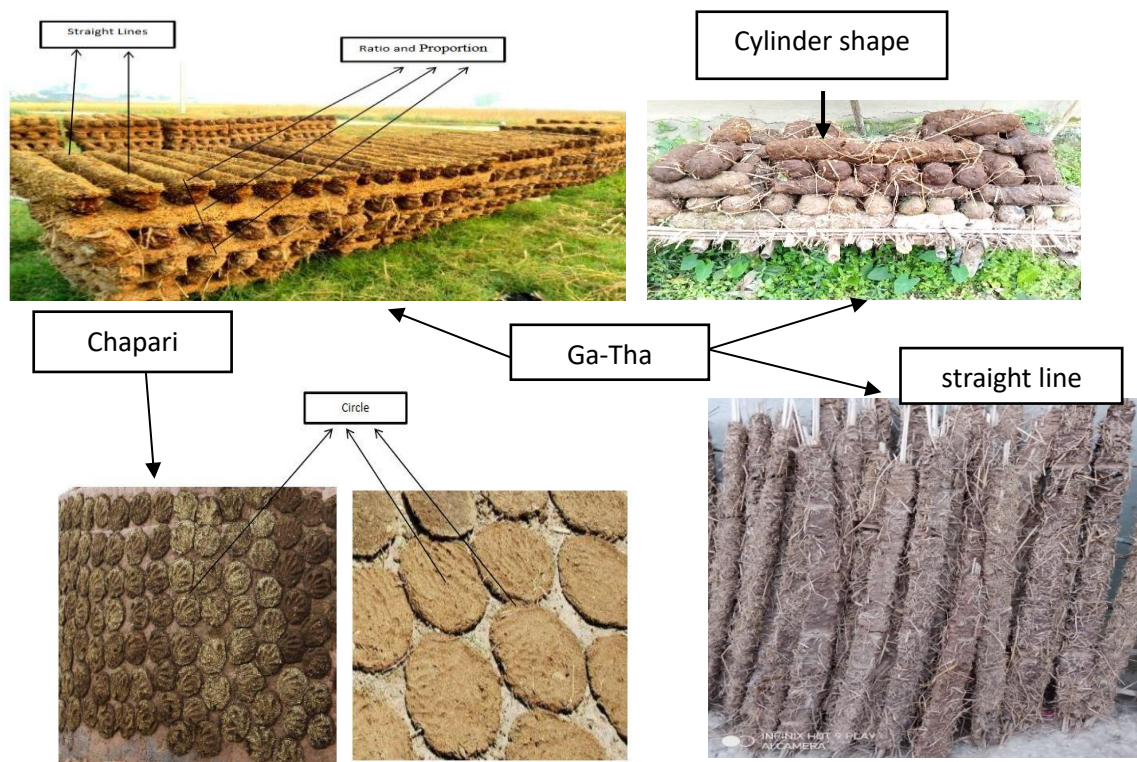 Straight Lines
Ratio and Proportion
Cylinder shape
Chapari
Ga-Tha
straight line
Circle
INFINIX HOT 9 PLAY
AI CAMERA